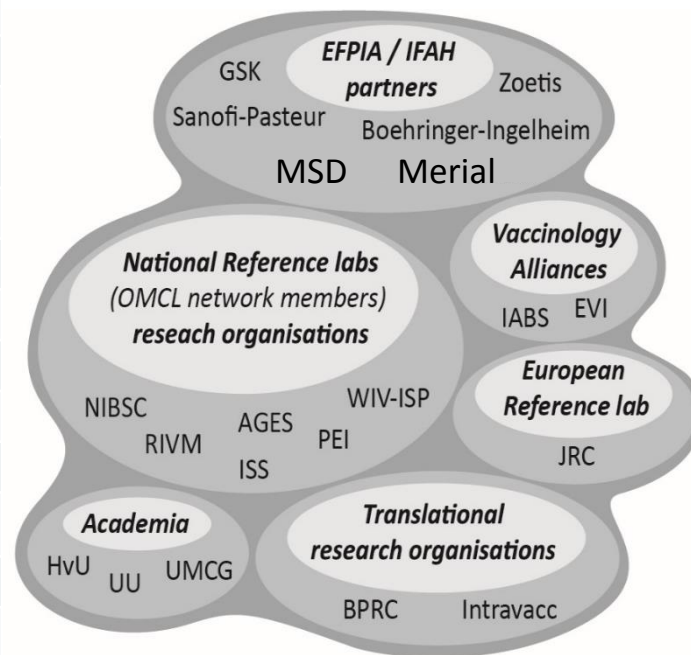 EFPIA / IFAH
partners
GSK
Zoetis
Sanofi-Pasteur
Boehringer-Ingelheim
MSD Merial
National Reference labs
(OMCL network members)
reseach organisations
NIBSC
RIVM
AGES
ISS
PEI
WIV-ISP
Vaccinology
Alliances
IABS
EVI
European
Reference lab
JRC
Academia
HvU
UU
UMCG
Translational
research organisations
BPRC
Intravacc